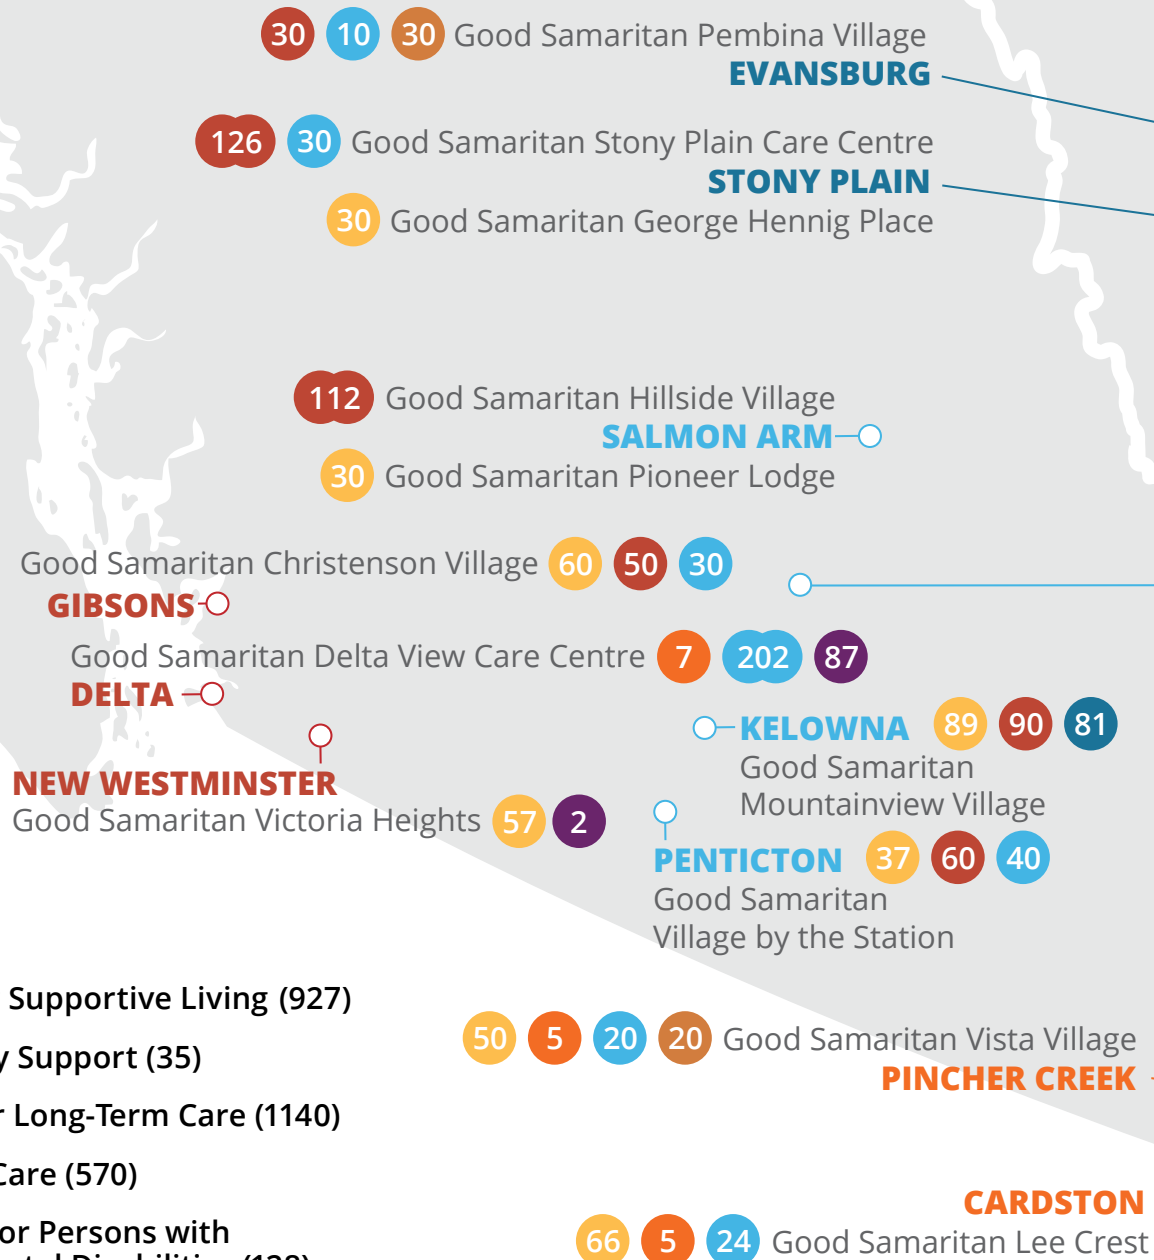 30 10 30 Good Samaritan Pembina Village
EVANSBURG
126 30 Good Samaritan Stony Plain Care Centre
STONY PLAIN
30 Good Samaritan George Hennig Place
112 Good Samaritan Hillside Village
SALMON ARM
30 Good Samaritan Pioneer Lodge
Good Samaritan Christenson Village 60 50 30
GIBSONS
Good Samaritan Delta View Care Centre 7 202 87
DELTA
KELOWNA 89 90 81
Good Samaritan
Mountainview Village
NEW WESTMINSTER
Good Samaritan Victoria Heights 57 2
PENTICTON 37 60 40
Good Samaritan
Village by the Station
Supportive Living (927)
y Support (35)
r Long-Term Care (1140)
Care (570)
or Persons with
50 5 20 20 Good Samaritan Vista Village
PINCHER CREEK
CARDSTON
66 5 24 Good Samaritan Lee Crest